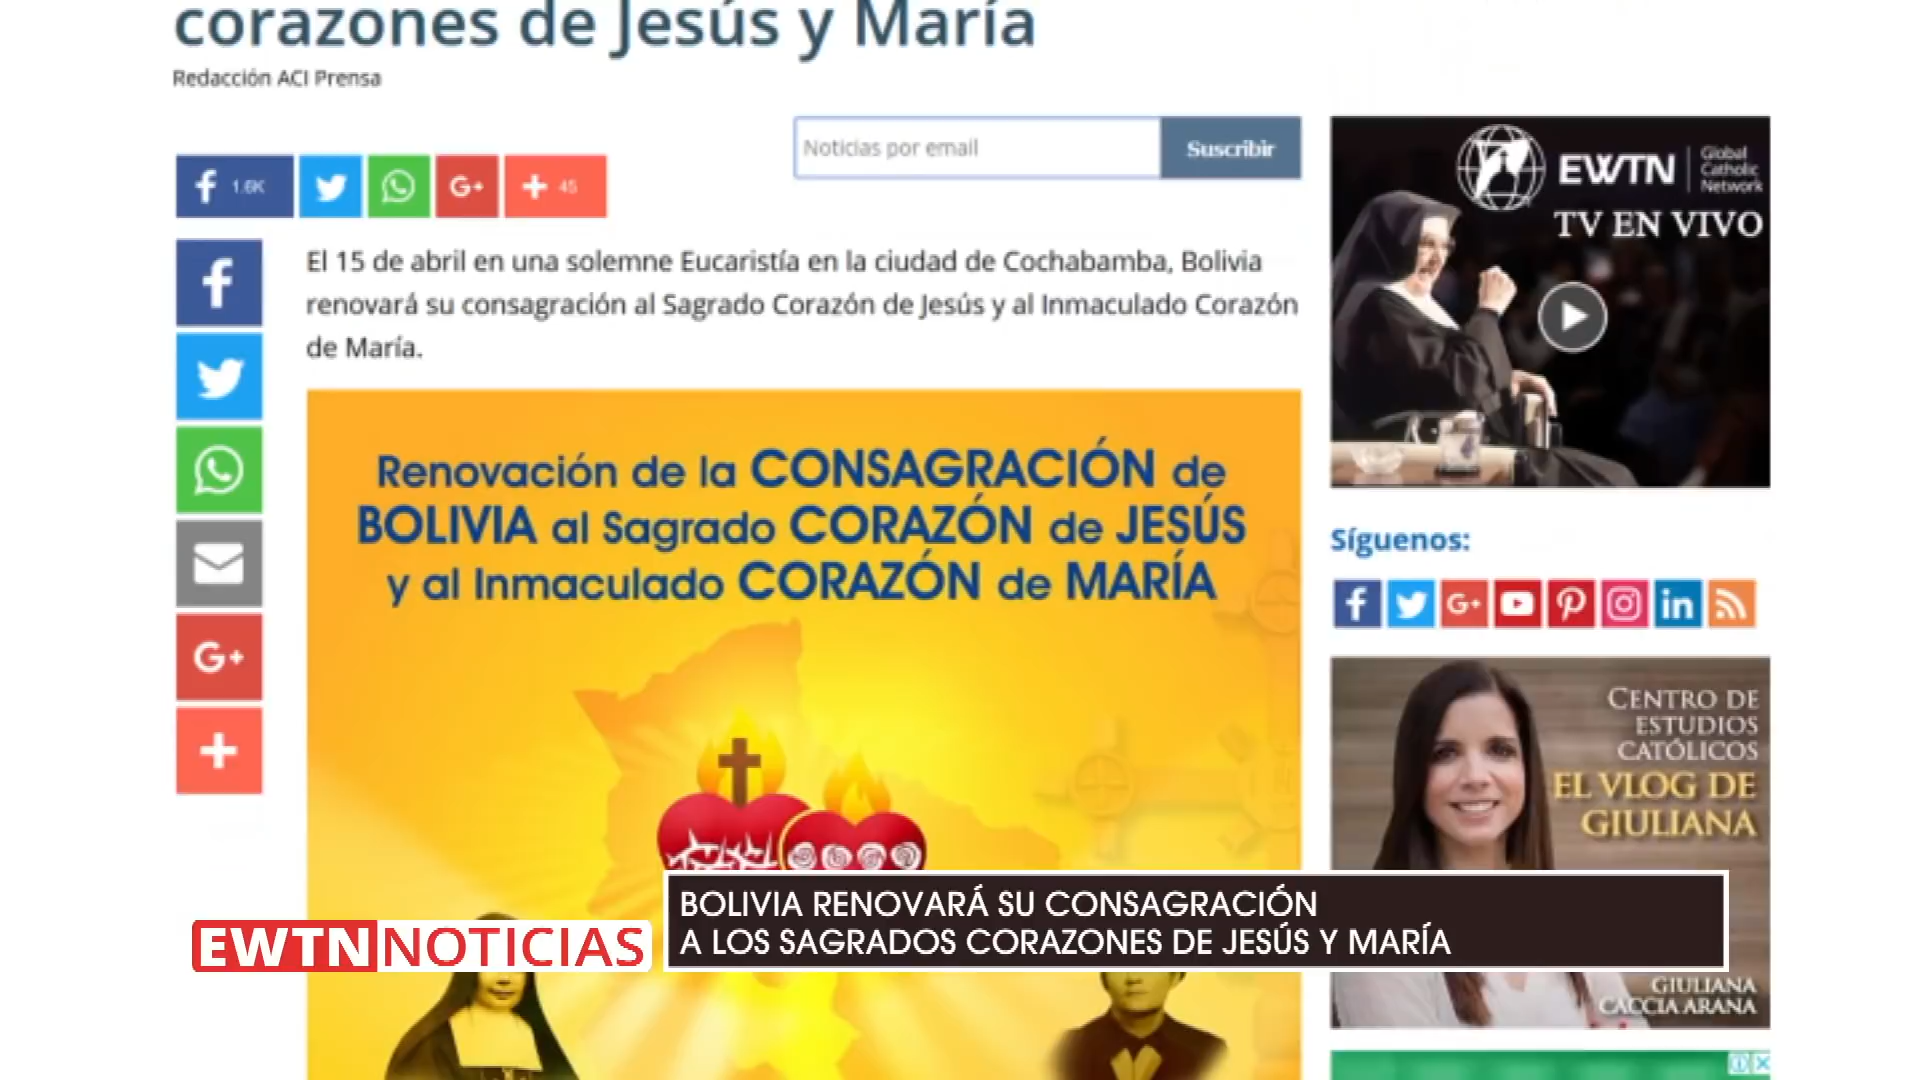 corazones de Jesús y María
Redacción ACI Prensa
Noticias por email
Suscribir
1.6K
G+
45
El 15 de abril en una solemne Eucaristía en la ciudad de Cochabamba, Bolivia
renovará su consagración al Sagrado Corazón de Jesús y al Inmaculado Corazón
de María.
G+
Renovación de la CONSAGRACIÓN de
BOLIVIA al Sagrado CORAZÓN de JESÚS
y al Inmaculado CORAZÓN de MARÍA
EWTN
Global
Catholic
Network
TV EN VIVO
Síguenos:
G+
in
CENTRO DE
ESTUDIOS
CATÓLICOS
EL VLOG DE
GIULIANA
GIULIANA
CACCIA ARANA
EWTN NOTICIAS
BOLIVIA RENOVARÁ SU CONSAGRACIÓN
A LOS SAGRADOS CORAZONES DE JESÚS Y MARÍA